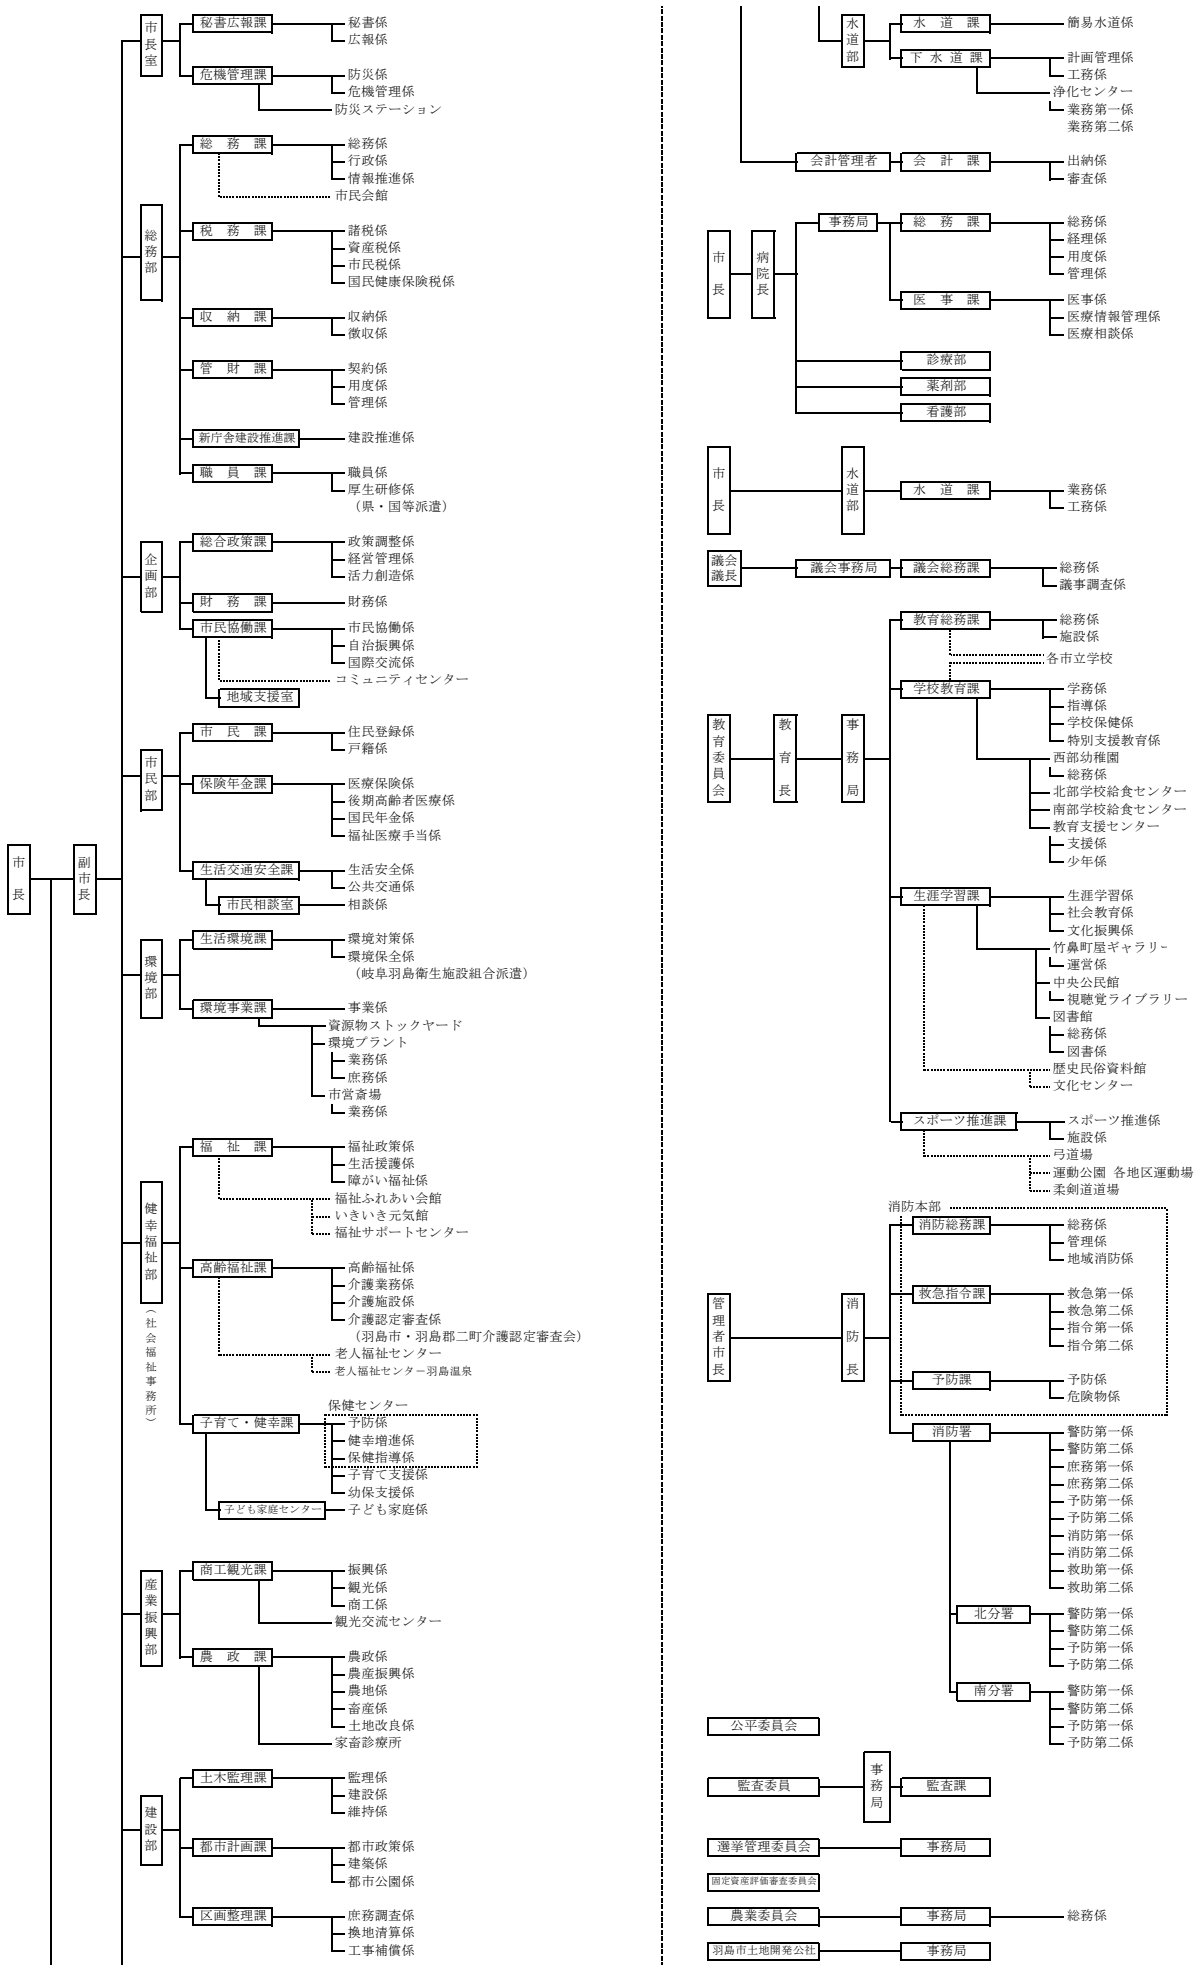 市長
副市長
市長室
秘書広報課
秘書係
広報係
危機管理課
防災係
危機管理係
防災ステーション
総務部
総務課
総務係
行政係
情報推進係
市民会館
税務課
諸税係
資産税係
市民税係
国民健康保険税係
収納課
収納係
徴収係
管財課
契約係
用度係
管理係
新庁舎建設推進課
建設推進係
職員課
職員係
厚生研修係
（県・国等派遣）
企画部
総合政策課
政策調整係
経営管理係
活力創造係
財務課
財務係
市民協働課
市民協働係
自治振興係
国際交流係
コミュニティセンター
地域支援室
市民部
市民課
住民登録係
戸籍係
保険年金課
医療保険係
後期高齢者医療係
国民年金係
福祉医療手当係
生活交通安全課
生活安全係
公共交通係
市民相談室
相談係
環境部
生活環境課
環境対策係
環境保全係
（岐阜羽島衛生施設組合派遣）
環境事業課
事業係
資源物ストックヤード
環境プラント
業務係
庶務係
市営斎場
業務係
健幸福祉部
（社会福祉事務所）
福祉課
福祉政策係
生活援護係
障がい福祉係
福祉ふれあい会館
いきいき元気館
福祉サポートセンター
高齢福祉課
高齢福祉係
介護業務係
介護施設係
介護認定審査係
（羽島市・羽島郡二町介護認定審査会）
老人福祉センター
老人福祉センター羽島温泉
保健センター
子育て・健幸課
予防係
健幸増進係
保健指導係
子育て支援係
幼保支援係
子ども家庭センター
子ども家庭係
産業振興部
商工観光課
振興係
観光係
商工係
観光交流センター
農政課
農政係
農産振興係
農地係
畜産係
土地改良係
家畜診療所
建設部
土木監理課
監理係
建設係
維持係
都市計画課
都市政策係
建築係
都市公園係
区画整理課
庶務調査係
換地清算係
工事補償係
水道部
水道課
簡易水道係
下水道課
計画管理係
工務係
浄化センター
業務第一係
業務第二係
会計管理者
会計課
出納係
審査係
市長
病院長
事務局
総務課
総務係
経理係
用度係
管理係
医事課
医事係
医療情報管理係
医療相談係
診療部
薬剤部
看護部
市長
水道部
水道課
業務係
工務係
議会
議長
議会事務局
議会総務課
総務係
議事調査係
教育委員会
教育長
事務局
教育総務課
総務係
施設係
各市立学校
学校教育課
学務係
指導係
学校保健係
特別支援教育係
西部幼稚園
総務係
北部学校給食センター
南部学校給食センター
教育支援センター
支援係
少年係
生涯学習課
生涯学習係
社会教育係
文化振興係
竹鼻町屋ギャラリー
運営係
中央公民館
視聴覚ライブラリー
図書館
総務係
図書係
歴史民俗資料館
文化センター
スポーツ推進課
スポーツ推進係
施設係
弓道場
運動公園 各地区運動場
柔剣道道場
管理者市長
消防長
消防本部
消防総務課
総務係
管理係
地域消防係
救急指令課
救急第一係
救急第二係
指令第一係
指令第二係
予防課
予防係
危険物係
消防署
警防第一係
警防第二係
庶務第一係
庶務第二係
予防第一係
予防第二係
消防第一係
消防第二係
救助第一係
救助第二係
北分署
警防第一係
警防第二係
予防第一係
予防第二係
南分署
警防第一係
警防第二係
予防第一係
予防第二係
公平委員会
監査委員
事務局
監査課
選挙管理委員会
事務局
固定資産評価審査委員会
農業委員会
事務局
総務係
羽島市土地開発公社
事務局